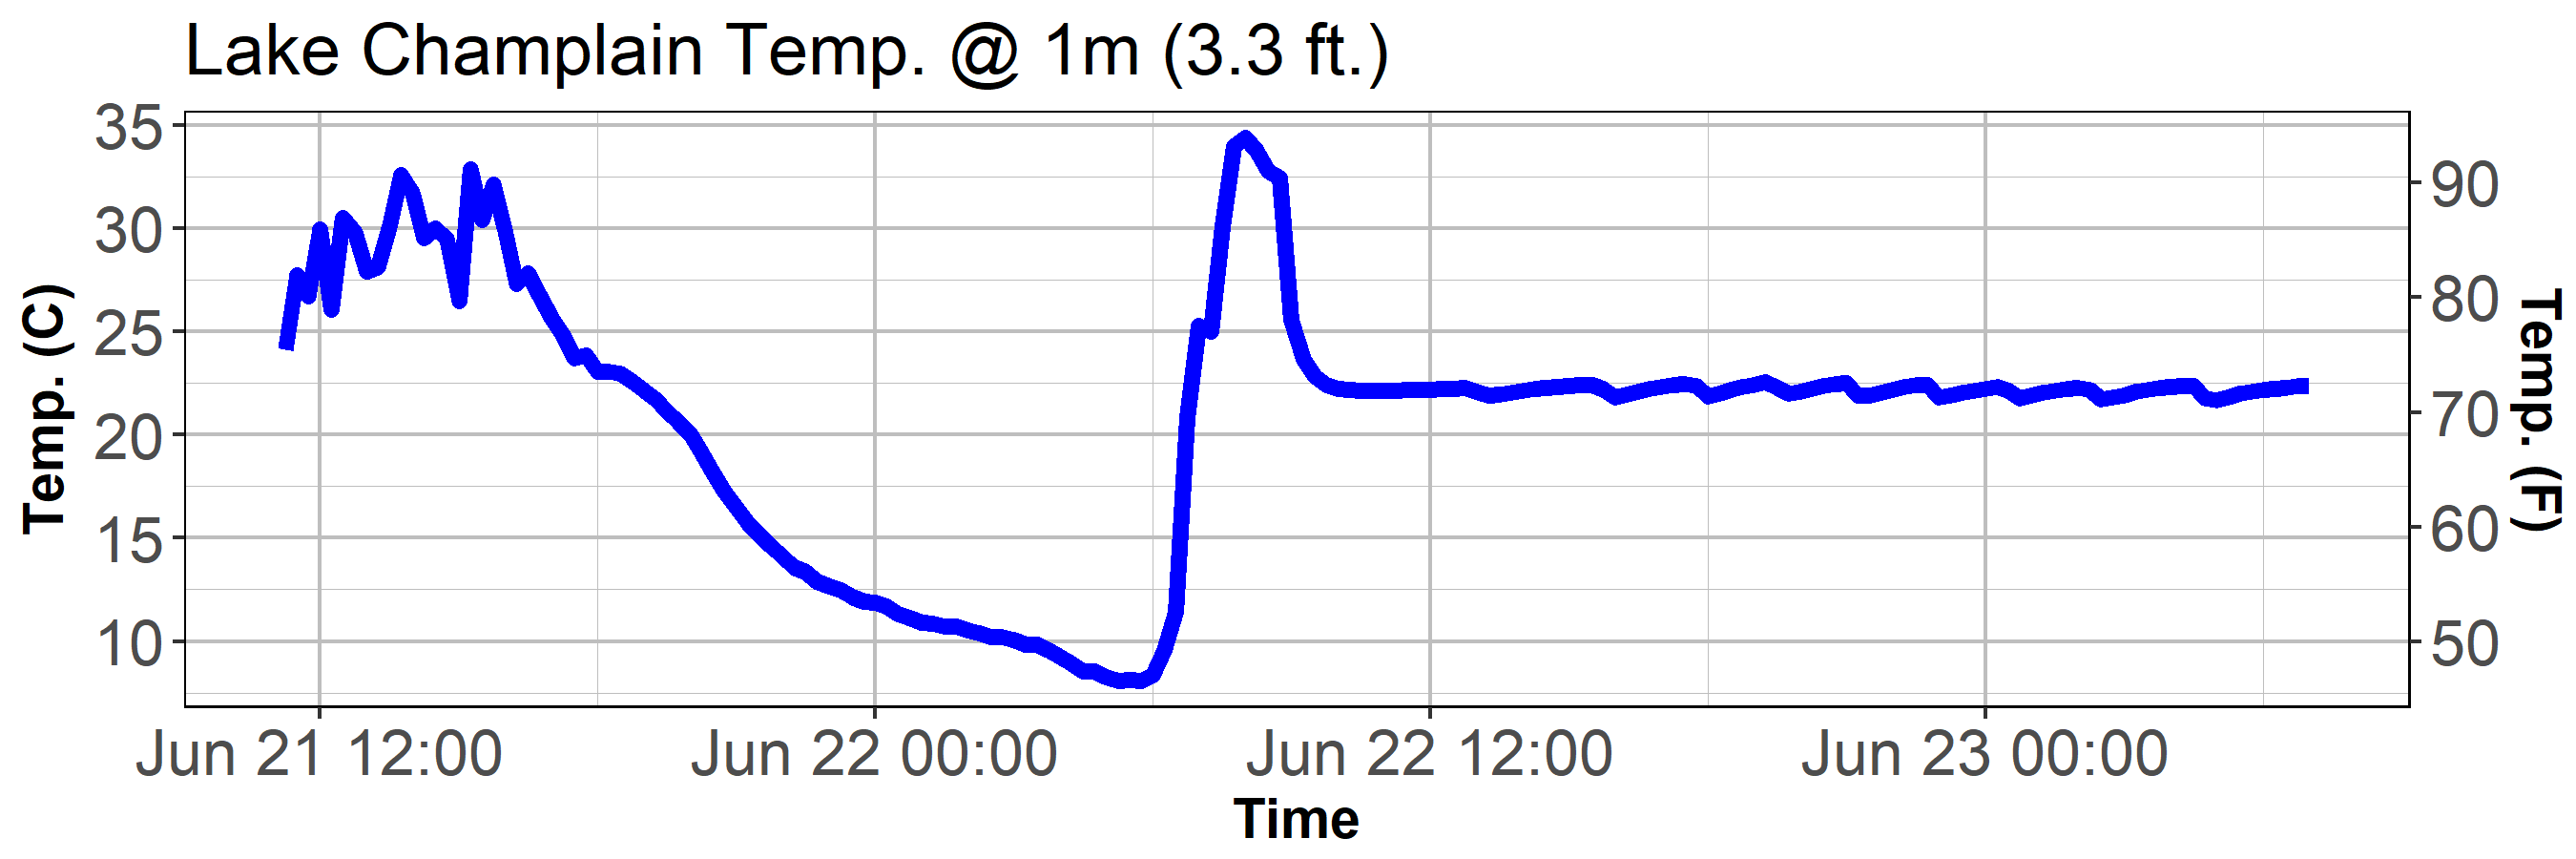 Lake Champlain Temp. @ 1m (3.3 ft.)
Temp. (C)
35
30
25
20
15
10
90
80
70
60
50
Temp. (F)
Jun 21 12:00 Jun 22 00:00 Jun 22 12:00 Jun 23 00:00
Time